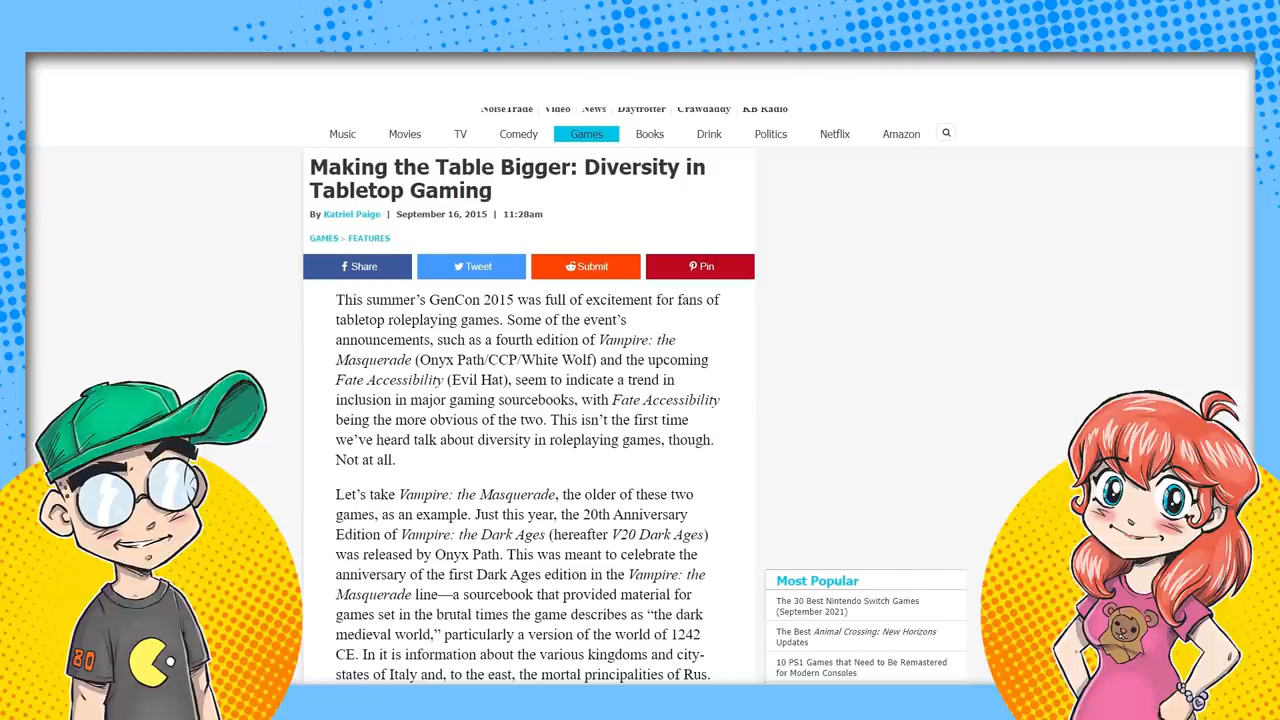 NoiseTrade | Video | News | Daytrotter | Crawdaddy | KB Radio
Music Movies TV Comedy Games Books Drink Politics Netflix Amazon
Making the Table Bigger: Diversity in
Tabletop Gaming
By Katriel Paige | September 16, 2015 | 11:28am
GAMES > FEATURES
Share Tweet Submit Pin
This summer’s GenCon 2015 was full of excitement for fans of
tabletop roleplaying games. Some of the event’s
announcements, such as a fourth edition of Vampire: the
Masquerade (Onyx Path/CCP/White Wolf) and the upcoming
Fate Accessibility (Evil Hat), seem to indicate a trend in
inclusion in major gaming sourcebooks, with Fate Accessibility
being the more obvious of the two. This isn’t the first time
we’ve heard talk about diversity in roleplaying games, though.
Not at all.
Let’s take Vampire: the Masquerade, the older of these two
games, as an example. Just this year, the 20th Anniversary
Edition of Vampire: the Dark Ages (hereafter V20 Dark Ages)
was released by Onyx Path. This was meant to celebrate the
anniversary of the first Dark Ages edition in the Vampire: the
Masquerade line—a sourcebook that provided material for
games set in the brutal times the game describes as “the dark
medieval world,” particularly a version of the world of 1242
CE. In it is information about the various kingdoms and city-
states of Italy and, to the east, the mortal principalities of Rus.
Most Popular
The 30 Best Nintendo Switch Games
(September 2021)
The Best Animal Crossing: New Horizons
Updates
10 PS1 Games that Need to Be Remastered
for Modern Consoles
80